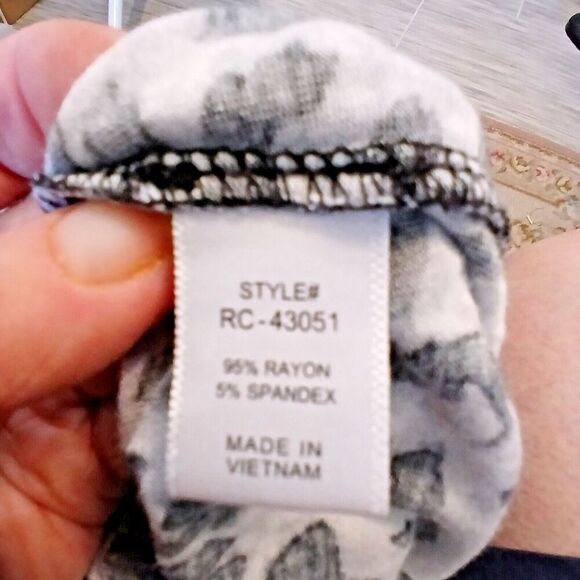 STYLE#
RC-43051
95% RAYON
5% SPANDEX
MADE IN
VIETNAM